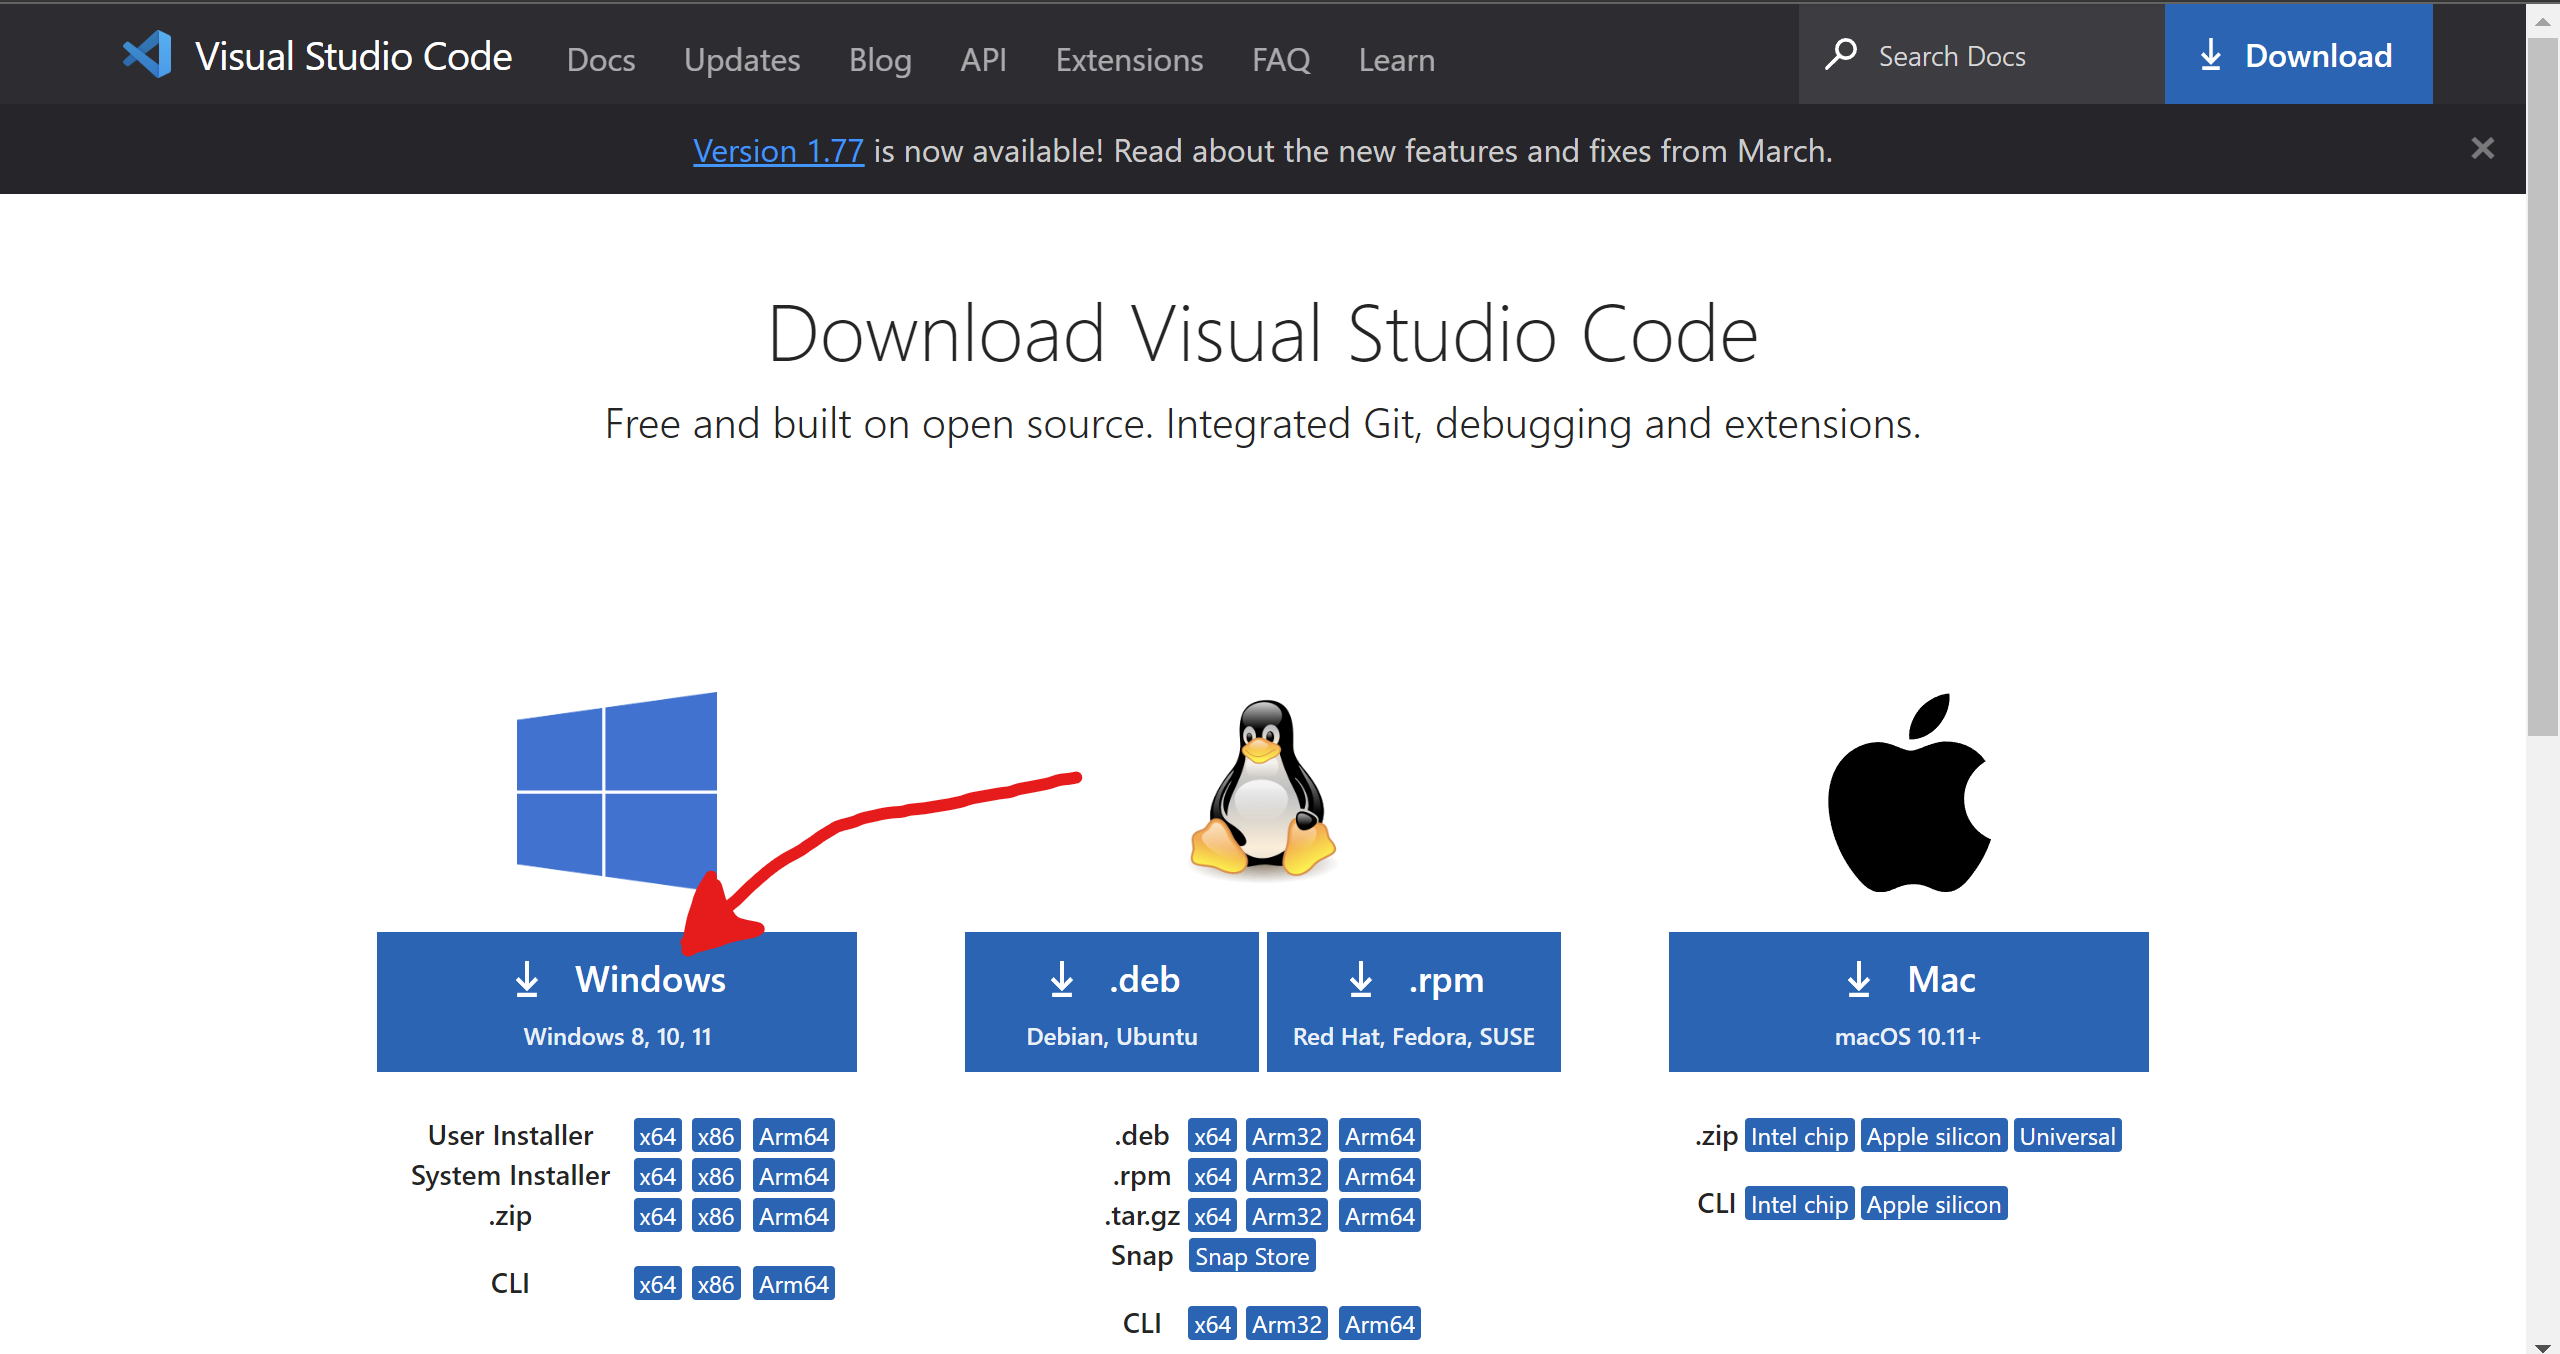 Visual Studio Code Docs Updates Blog API Extensions FAQ Learn Search Docs Download
Version 1.77 is now available! Read about the new features and fixes from March.
Download Visual Studio Code
Free and built on open source. Integrated Git, debugging and extensions.
Windows
Windows 8, 10, 11
User Installer x64 x86 Arm64
System Installer x64 x86 Arm64
.zip x64 x86 Arm64
CLI x64 x86 Arm64
.deb
Debian, Ubuntu
.rpm
Red Hat, Fedora, SUSE
.deb x64 Arm32 Arm64
.rpm x64 Arm32 Arm64
.tar.gz x64 Arm32 Arm64
Snap Snap Store
CLI x64 Arm32 Arm64
Mac
macOS 10.11+
.zip Intel chip Apple silicon Universal
CLI Intel chip Apple silicon